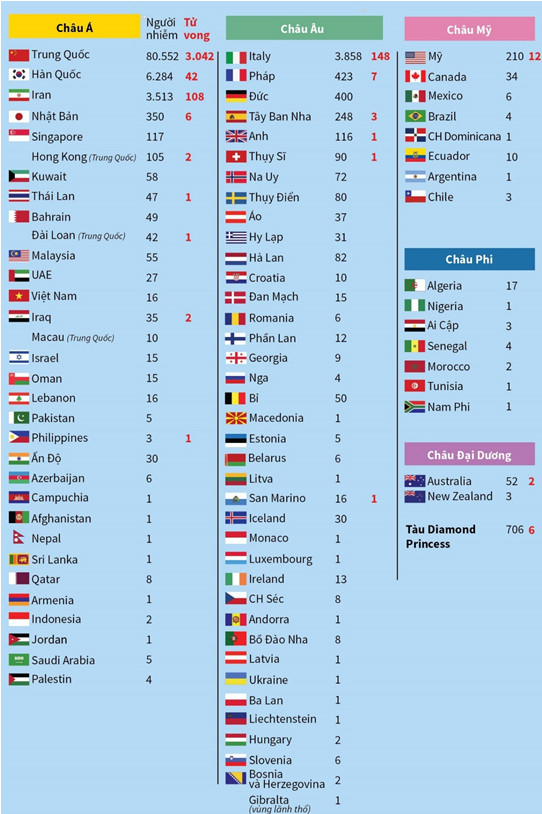 Châu Á Người nhiễm Tử vong
Trung Quốc 80.552 3.042
Hàn Quốc 6.284 42
Iran 3.513 108
Nhật Bản 350 6
Singapore 117
Hong Kong (Trung Quốc) 105 2
Kuwait 58
Thái Lan 47 1
Bahrain 49
Đài Loan (Trung Quốc) 42 1
Malaysia 55
UAE 27
Việt Nam 16
Iraq 35 2
Macau (Trung Quốc) 10
Israel 15
Oman 15
Lebanon 16
Pakistan 5
Philippines 3 1
Ấn Độ 30
Azerbaijan 6
Campuchia 1
Afghanistan 1
Nepal 1
Sri Lanka 1
Qatar 8
Armenia 1
Indonesia 2
Jordan 1
Saudi Arabia 5
Palestin 4
Châu Âu
Italy 3.858 148
Pháp 423 7
Đức 400
Tây Ban Nha 248 3
Anh 116 1
Thụy Sĩ 90 1
Na Uy 72
Thụy Điển 80
Áo 37
Hy Lạp 31
Hà Lan 82
Croatia 10
Đan Mạch 15
Romania 6
Phần Lan 12
Georgia 9
Nga 4
Bỉ 50
Macedonia 1
Estonia 5
Belarus 6
Litva 1
San Marino 16 1
Iceland 30
Monaco 1
Luxembourg 1
Ireland 13
CH Séc 8
Andorra 1
Bồ Đào Nha 8
Latvia 1
Ukraine 1
Ba Lan 1
Liechtenstein 1
Hungary 2
Slovenia 6
Bosnia
và Herzegovina 2
Gibralta 1
(vùng lãnh thổ)
Châu Mỹ
Mỹ 210 12
Canada 34
Mexico 6
Brazil 4
CH Dominicana 1
Ecuador 10
Argentina 1
Chile 3
Châu Phi
Algeria 17
Nigeria 1
Ai Cập 3
Senegal 4
Morocco 2
Tunisia 1
Nam Phi 1
Châu Đại Dương
Australia 52 2
New Zealand 3
Tàu Diamond 706 6
Princess